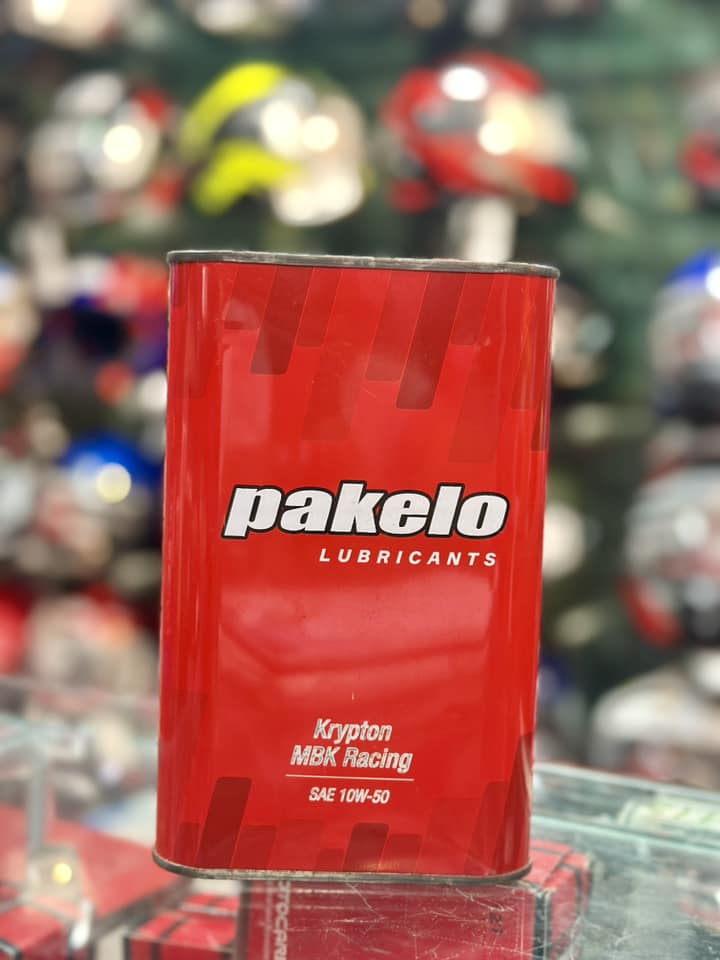 pakelo
LUBRICANTS
Krypton
MBK Racing
SAE 10W-50